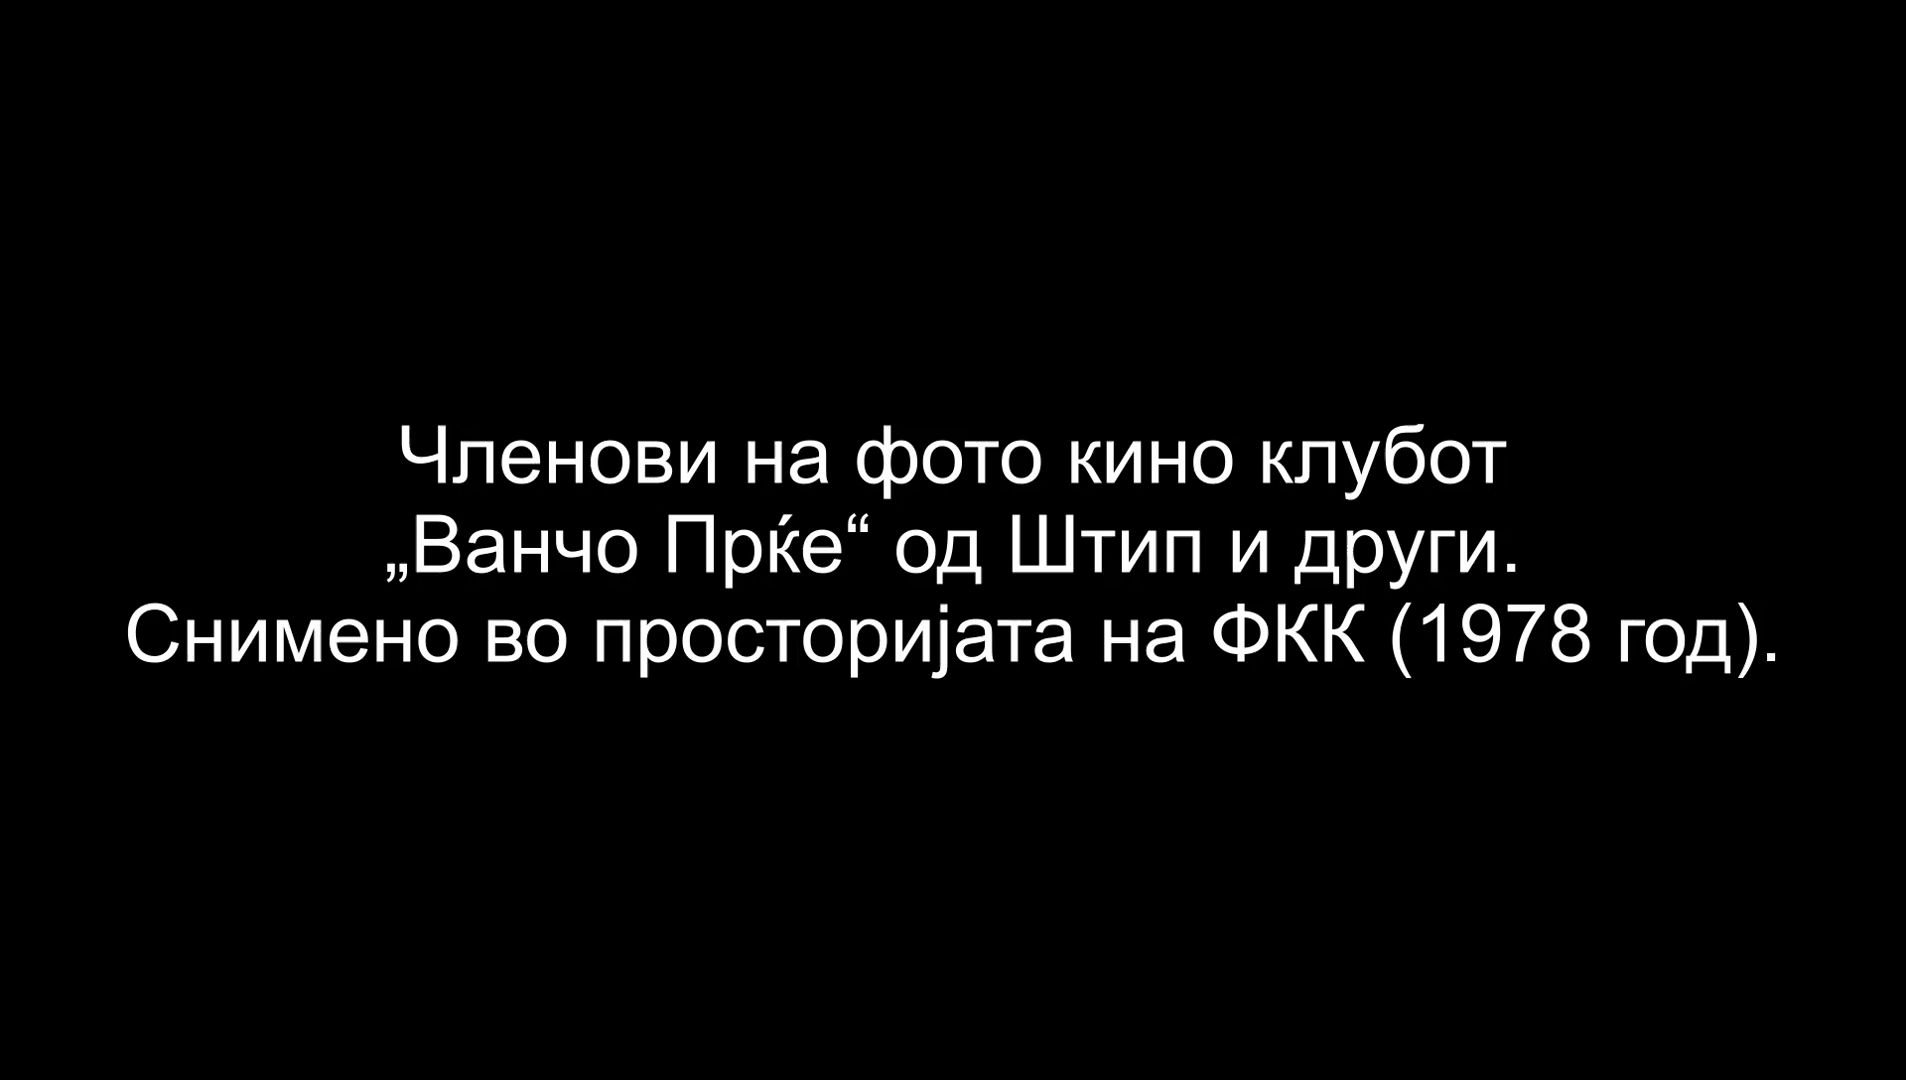 Членови на фото кино клубот
„Ванчо Прќе“ од Штип и други.
Снимено во просторијата на ФКК (1978 год).